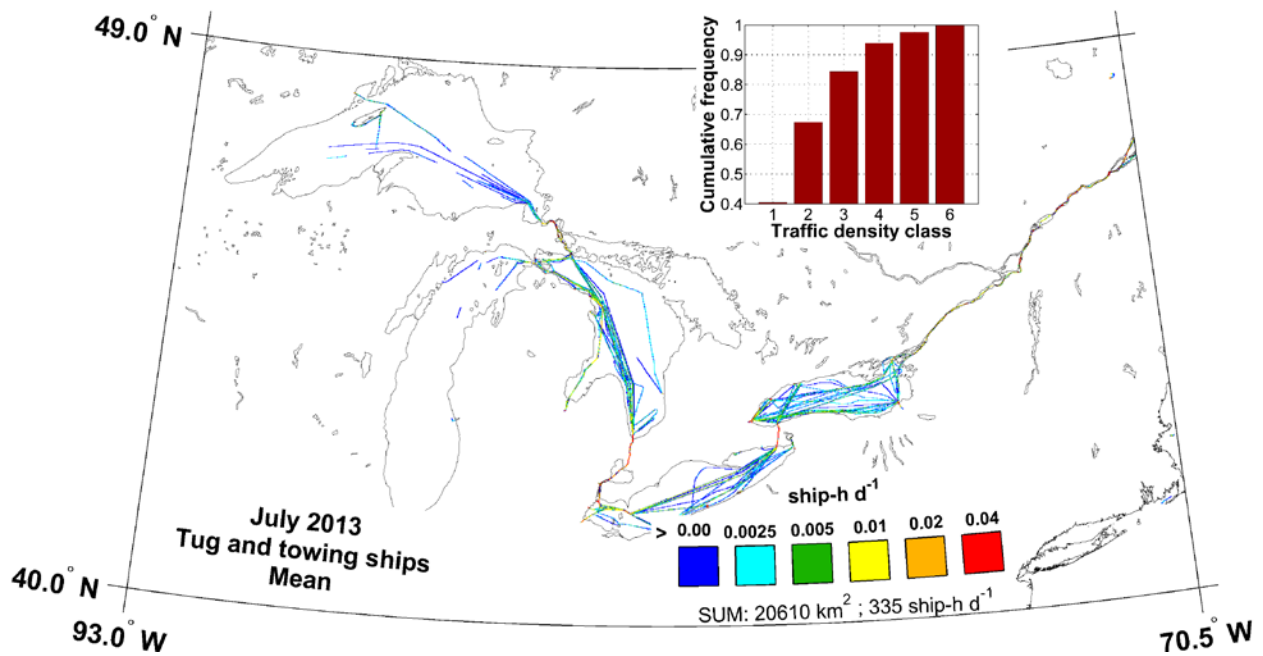 49.0° N
1
0.9
0.8
0.7
0.6
0.5
0.4
Cumulative frequency
1 2 3 4 5 6
Traffic density class
July 2013
Tug and towing ships
Mean
ship-h d⁻¹
> 0.00 0.0025 0.005 0.01 0.02 0.04
SUM: 20610 km² ; 335 ship-h d⁻¹
40.0° N
93.0° W
70.5° W